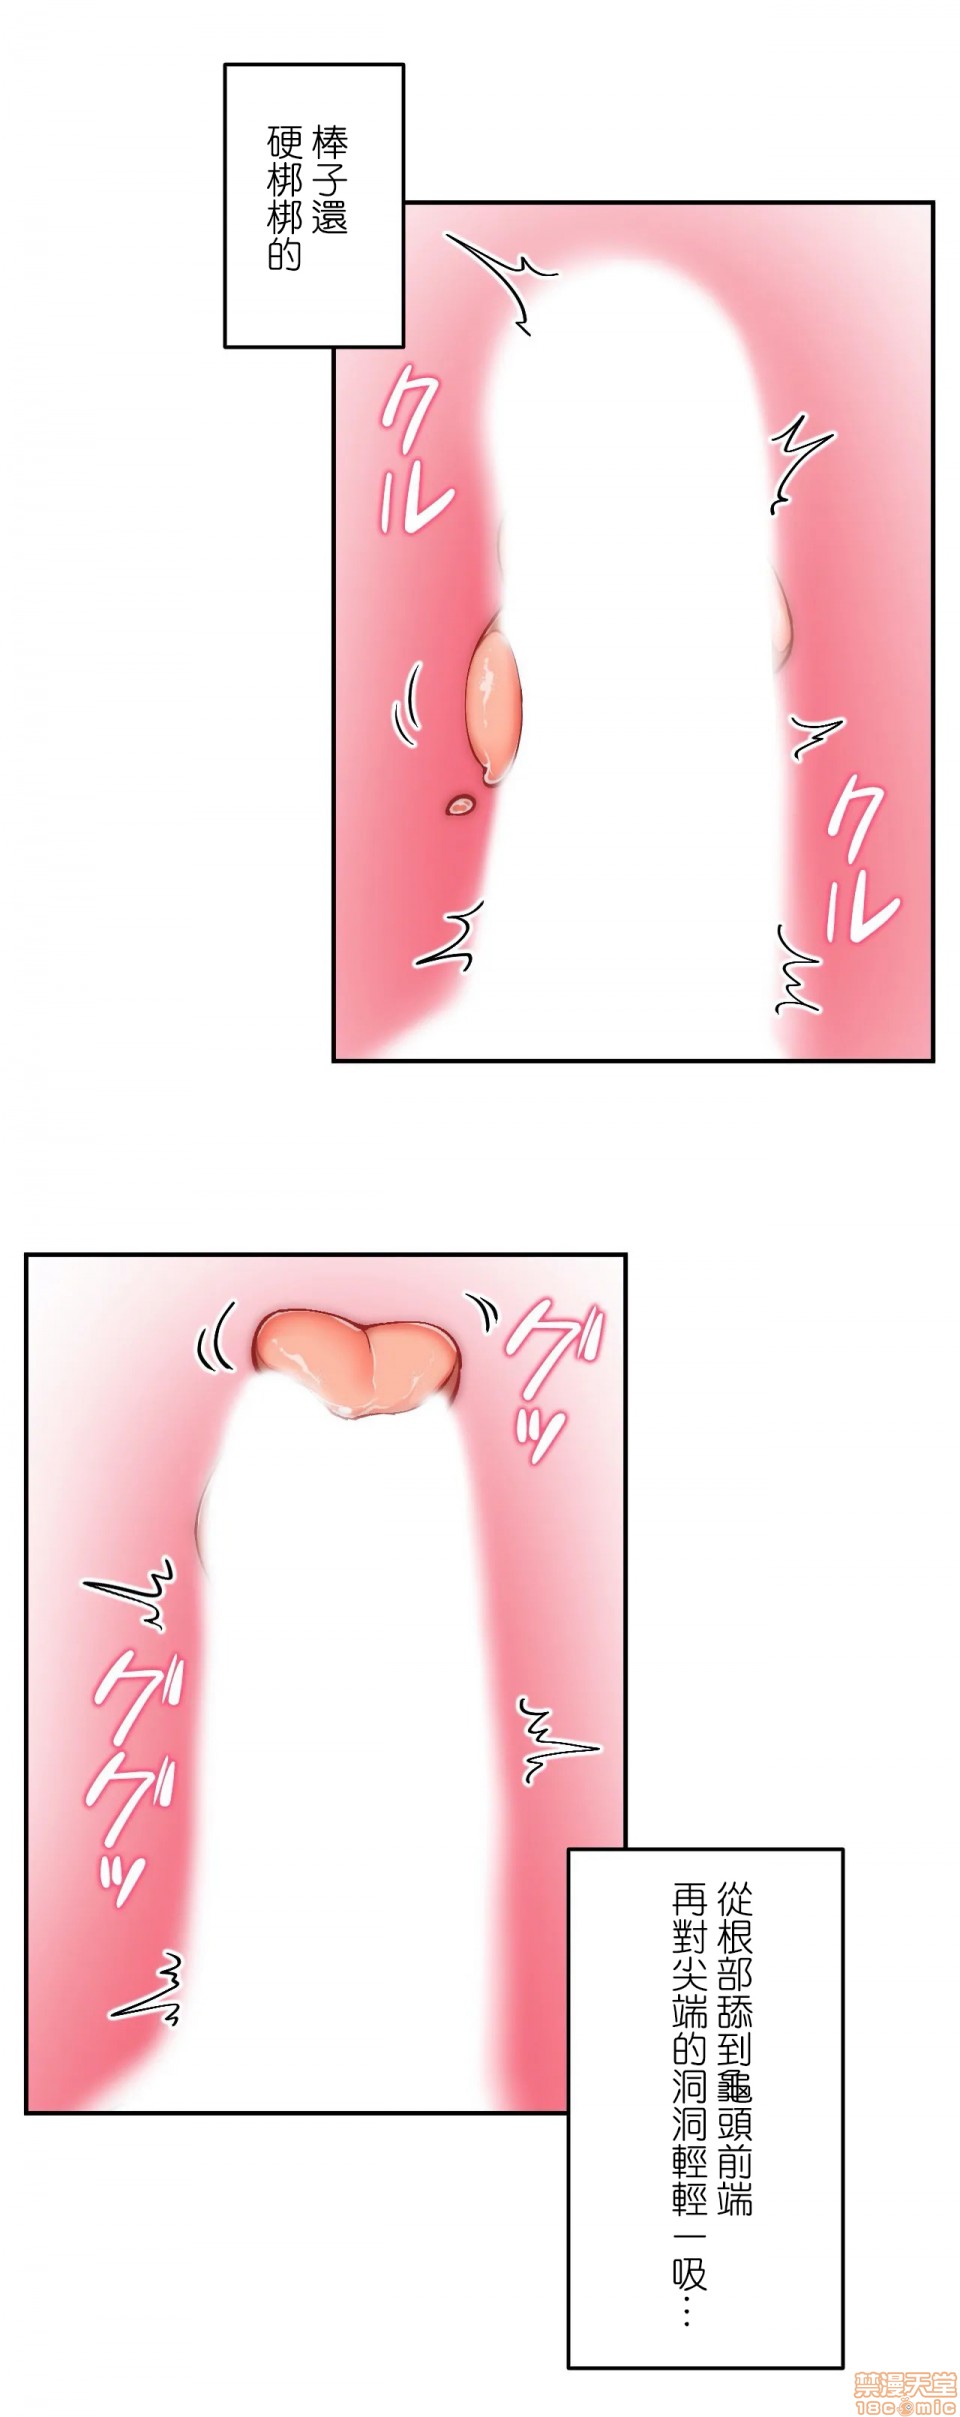 棒子還
硬梆梆的
クル
クル
グッ
ググッ
從根部舔到龜頭前端
再對尖端的洞洞輕輕一吸…
禁漫天堂
18comic